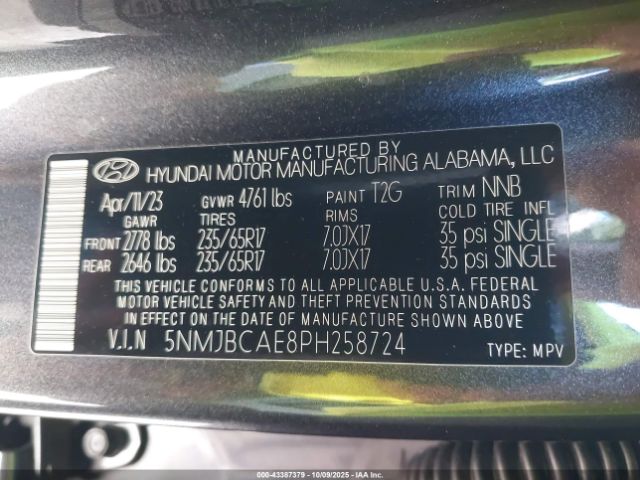 MANUFACTURED BY
HYUNDAI MOTOR MANUFACTURING ALABAMA, LLC
Apr/11/23 GVWR 4761 lbs PAINT T2G TRIM NNB
GAWR TIRES RIMS COLD TIRE INFL
FRONT 2778 lbs 235/65R17 7.0JX17 35 psi SINGLE
REAR 2646 lbs 235/65R17 7.0JX17 35 psi SINGLE
THIS VEHICLE CONFORMS TO ALL APPLICABLE U.S.A. FEDERAL
MOTOR VEHICLE SAFETY AND THEFT PREVENTION STANDARDS
IN EFFECT ON THE DATE OF MANUFACTURE SHOWN ABOVE.
V.I.N 5NMJBCAE8PH258724 TYPE: MPV
000-43387379 | 10/09/2025 - IAA, Inc.